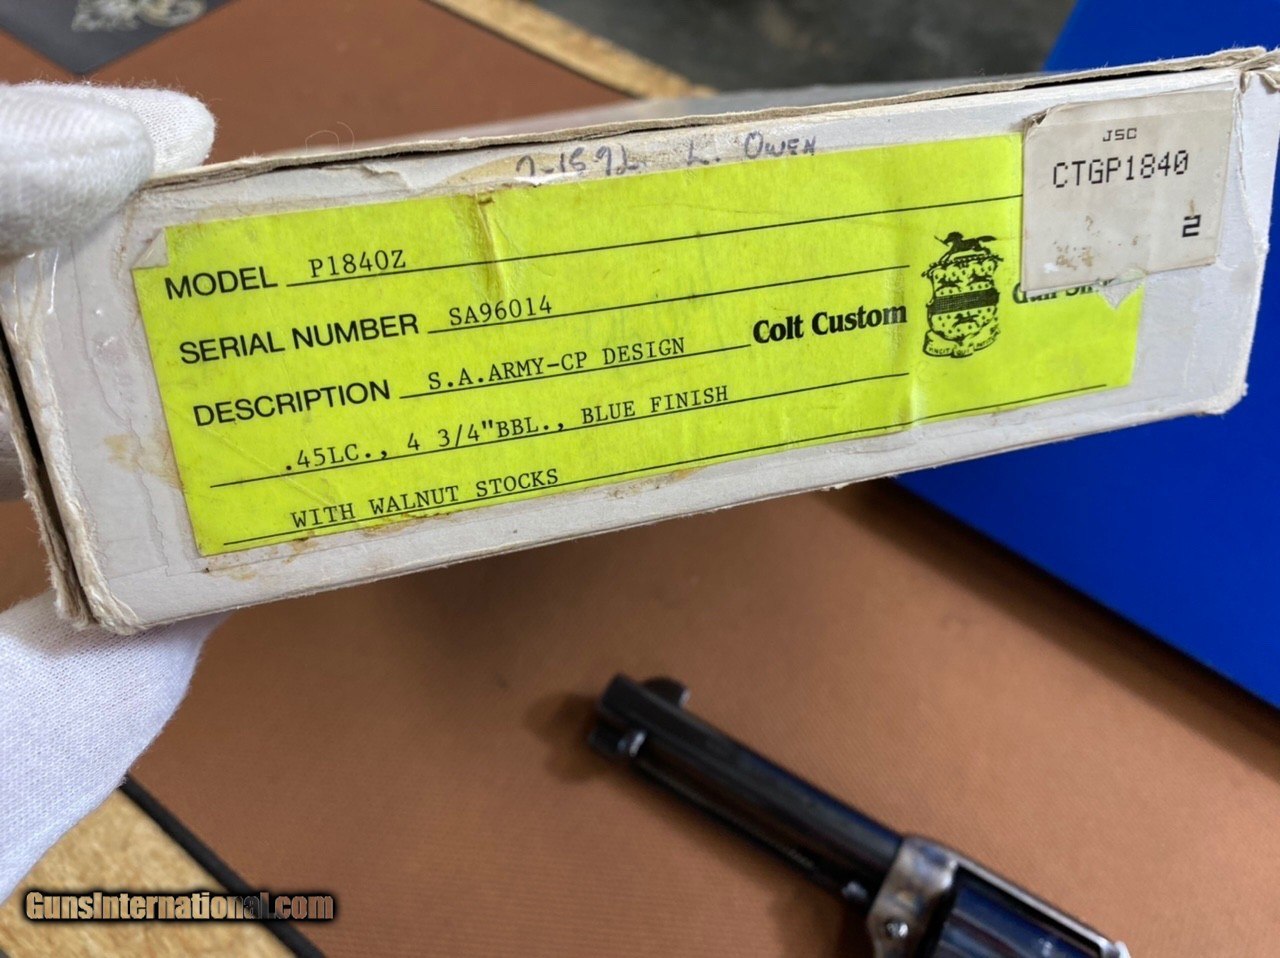 L. Owen
JSC
CTGP1840
2
MODEL P1840Z
SERIAL NUMBER SA96014
DESCRIPTION S.A.ARMY-CP DESIGN
.45LC., 4 3/4"BBL., BLUE FINISH
WITH WALNUT STOCKS
Colt Custom
GunsInternational.com